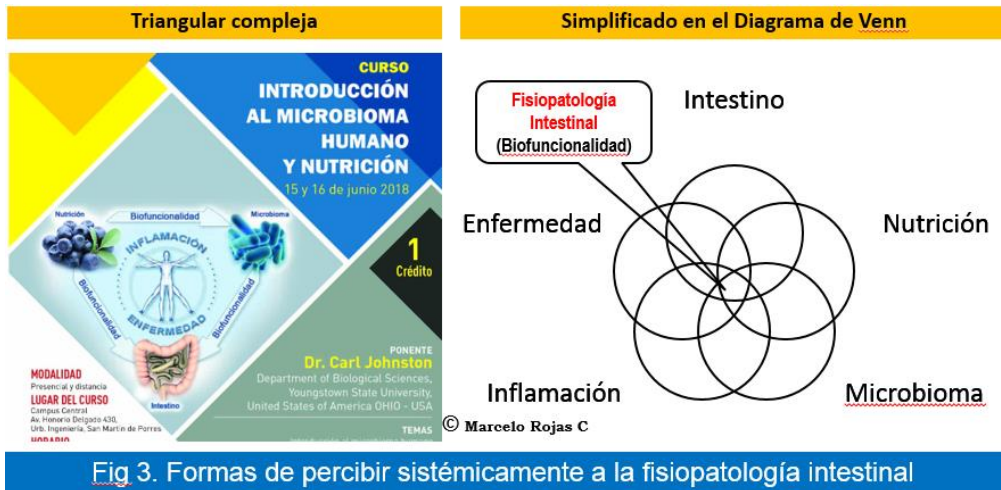 Triangular compleja
Simplificado en el Diagrama de Venn
CURSO
INTRODUCCIÓN
AL MICROBIOMA
HUMANO
Y NUTRICIÓN
15 y 16 de junio 2018
Nutrición
Biofuncionalidad
Microbioma
INFLAMACIÓN
ENFERMEDAD
Biofuncionalidad
Biofuncionalidad
Intestino
1
Crédito
MODALIDAD
Presencial y distancia
LUGAR DEL CURSO
Campus Central
Av. Honorio Delgado 430,
Urb. Ingeniería, San Martin de Porres
HORARIO
PONENTE
Dr. Carl Johnston
Department of Biological Sciences,
Youngstown State University,
United States of America OHIO - USA
TEMAS
Fisiopatología
Intestinal
(Biofuncionalidad)
Intestino
Enfermedad
Nutrición
Inflamación
Microbioma
© Marcelo Rojas C
Fig 3. Formas de percibir sistémicamente a la fisiopatología intestinal